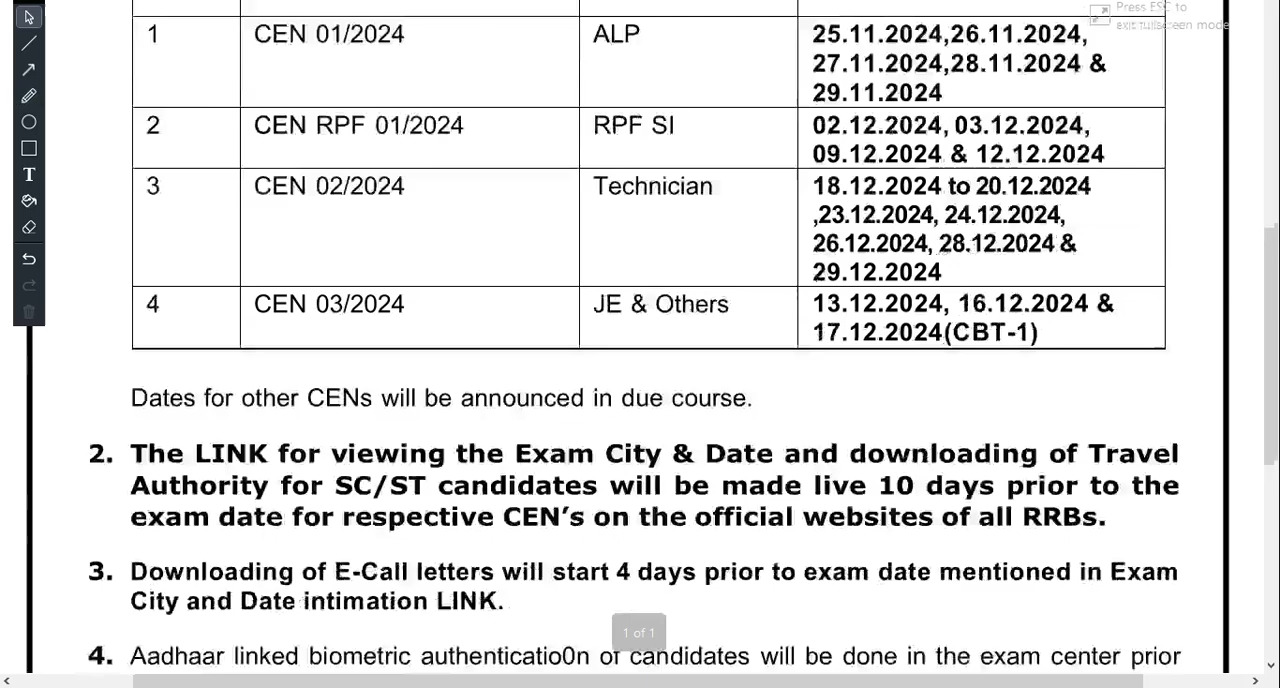 Press ESC to
exit fullscreen mode
1 CEN 01/2024 ALP 25.11.2024,26.11.2024,
27.11.2024,28.11.2024 &
29.11.2024
2 CEN RPF 01/2024 RPF SI 02.12.2024, 03.12.2024,
09.12.2024 & 12.12.2024
3 CEN 02/2024 Technician 18.12.2024 to 20.12.2024
,23.12.2024, 24.12.2024,
26.12.2024, 28.12.2024 &
29.12.2024
4 CEN 03/2024 JE & Others 13.12.2024, 16.12.2024 &
17.12.2024(CBT-1)
Dates for other CENs will be announced in due course.
2. The LINK for viewing the Exam City & Date and downloading of Travel
Authority for SC/ST candidates will be made live 10 days prior to the
exam date for respective CEN's on the official websites of all RRBs.
3. Downloading of E-Call letters will start 4 days prior to exam date mentioned in Exam
City and Date intimation LINK.
1 of 1
4. Aadhaar linked biometric authenticatio0n of candidates will be done in the exam center prior
T